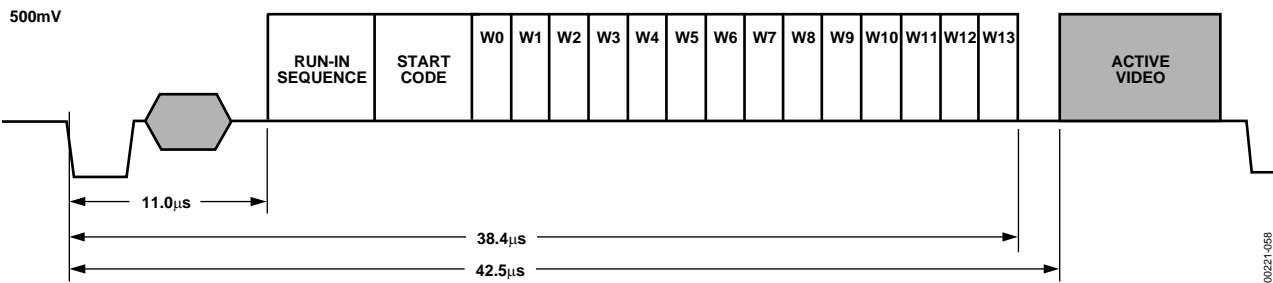 500mV
RUN-IN
SEQUENCE
START
CODE
W0 W1 W2 W3 W4 W5 W6 W7 W8 W9 W10 W11 W12 W13
ACTIVE
VIDEO
11.0μs
38.4μs
42.5μs
00221-058